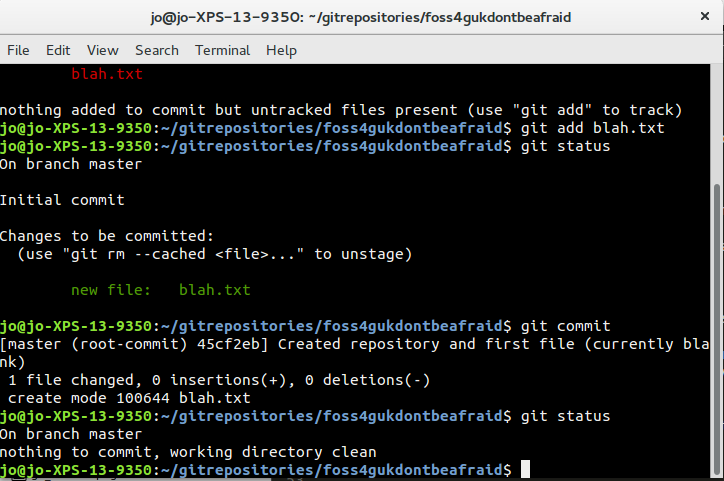 jo@jo-XPS-13-9350: ~/gitrepositories/foss4gukdontbeafraid
File Edit View Search Terminal Help
blah.txt
nothing added to commit but untracked files present (use "git add" to track)
jo@jo-XPS-13-9350:~/gitrepositories/foss4gukdontbeafraid$ git add blah.txt
jo@jo-XPS-13-9350:~/gitrepositories/foss4gukdontbeafraid$ git status
On branch master
Initial commit
Changes to be committed:
(use "git rm --cached <file>..." to unstage)
new file:   blah.txt
jo@jo-XPS-13-9350:~/gitrepositories/foss4gukdontbeafraid$ git commit
[master (root-commit) 45cf2eb] Created repository and first file (currently bla
nk)
1 file changed, 0 insertions(+), 0 deletions(-)
create mode 100644 blah.txt
jo@jo-XPS-13-9350:~/gitrepositories/foss4gukdontbeafraid$ git status
On branch master
nothing to commit, working directory clean
jo@jo-XPS-13-9350:~/gitrepositories/foss4gukdontbeafraid$